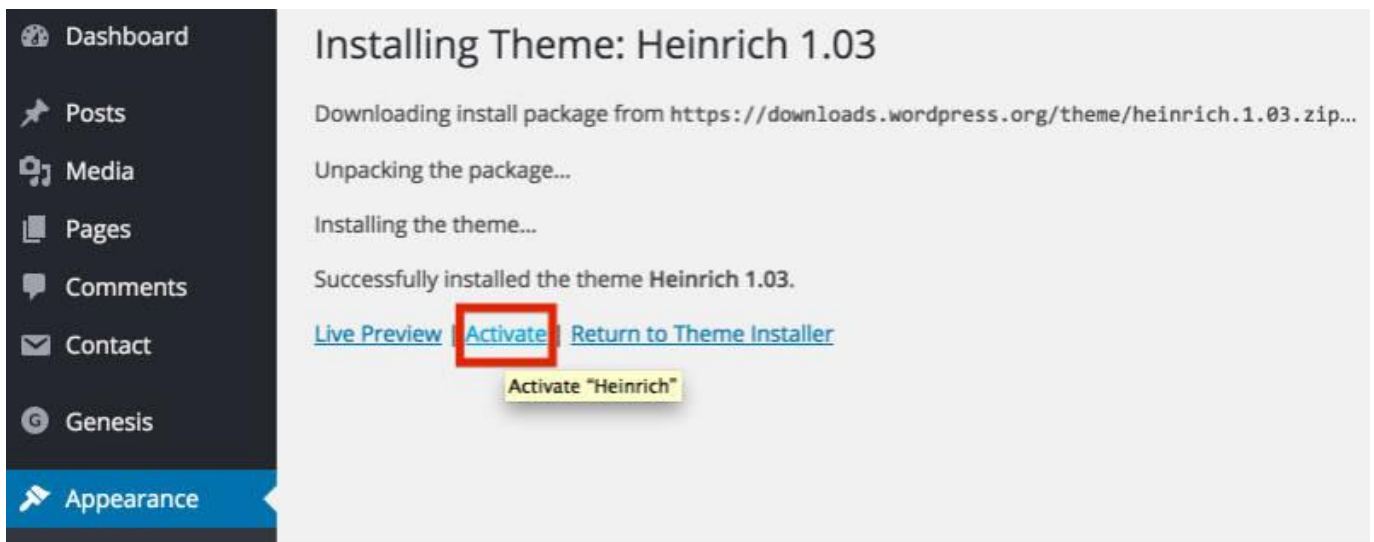 Dashboard
Posts
Media
Pages
Comments
Contact
Genesis
Appearance
Installing Theme: Heinrich 1.03
Downloading install package from https://downloads.wordpress.org/theme/heinrich.1.03.zip…
Unpacking the package…
Installing the theme…
Successfully installed the theme Heinrich 1.03.
Live Preview | Activate | Return to Theme Installer
Activate “Heinrich”